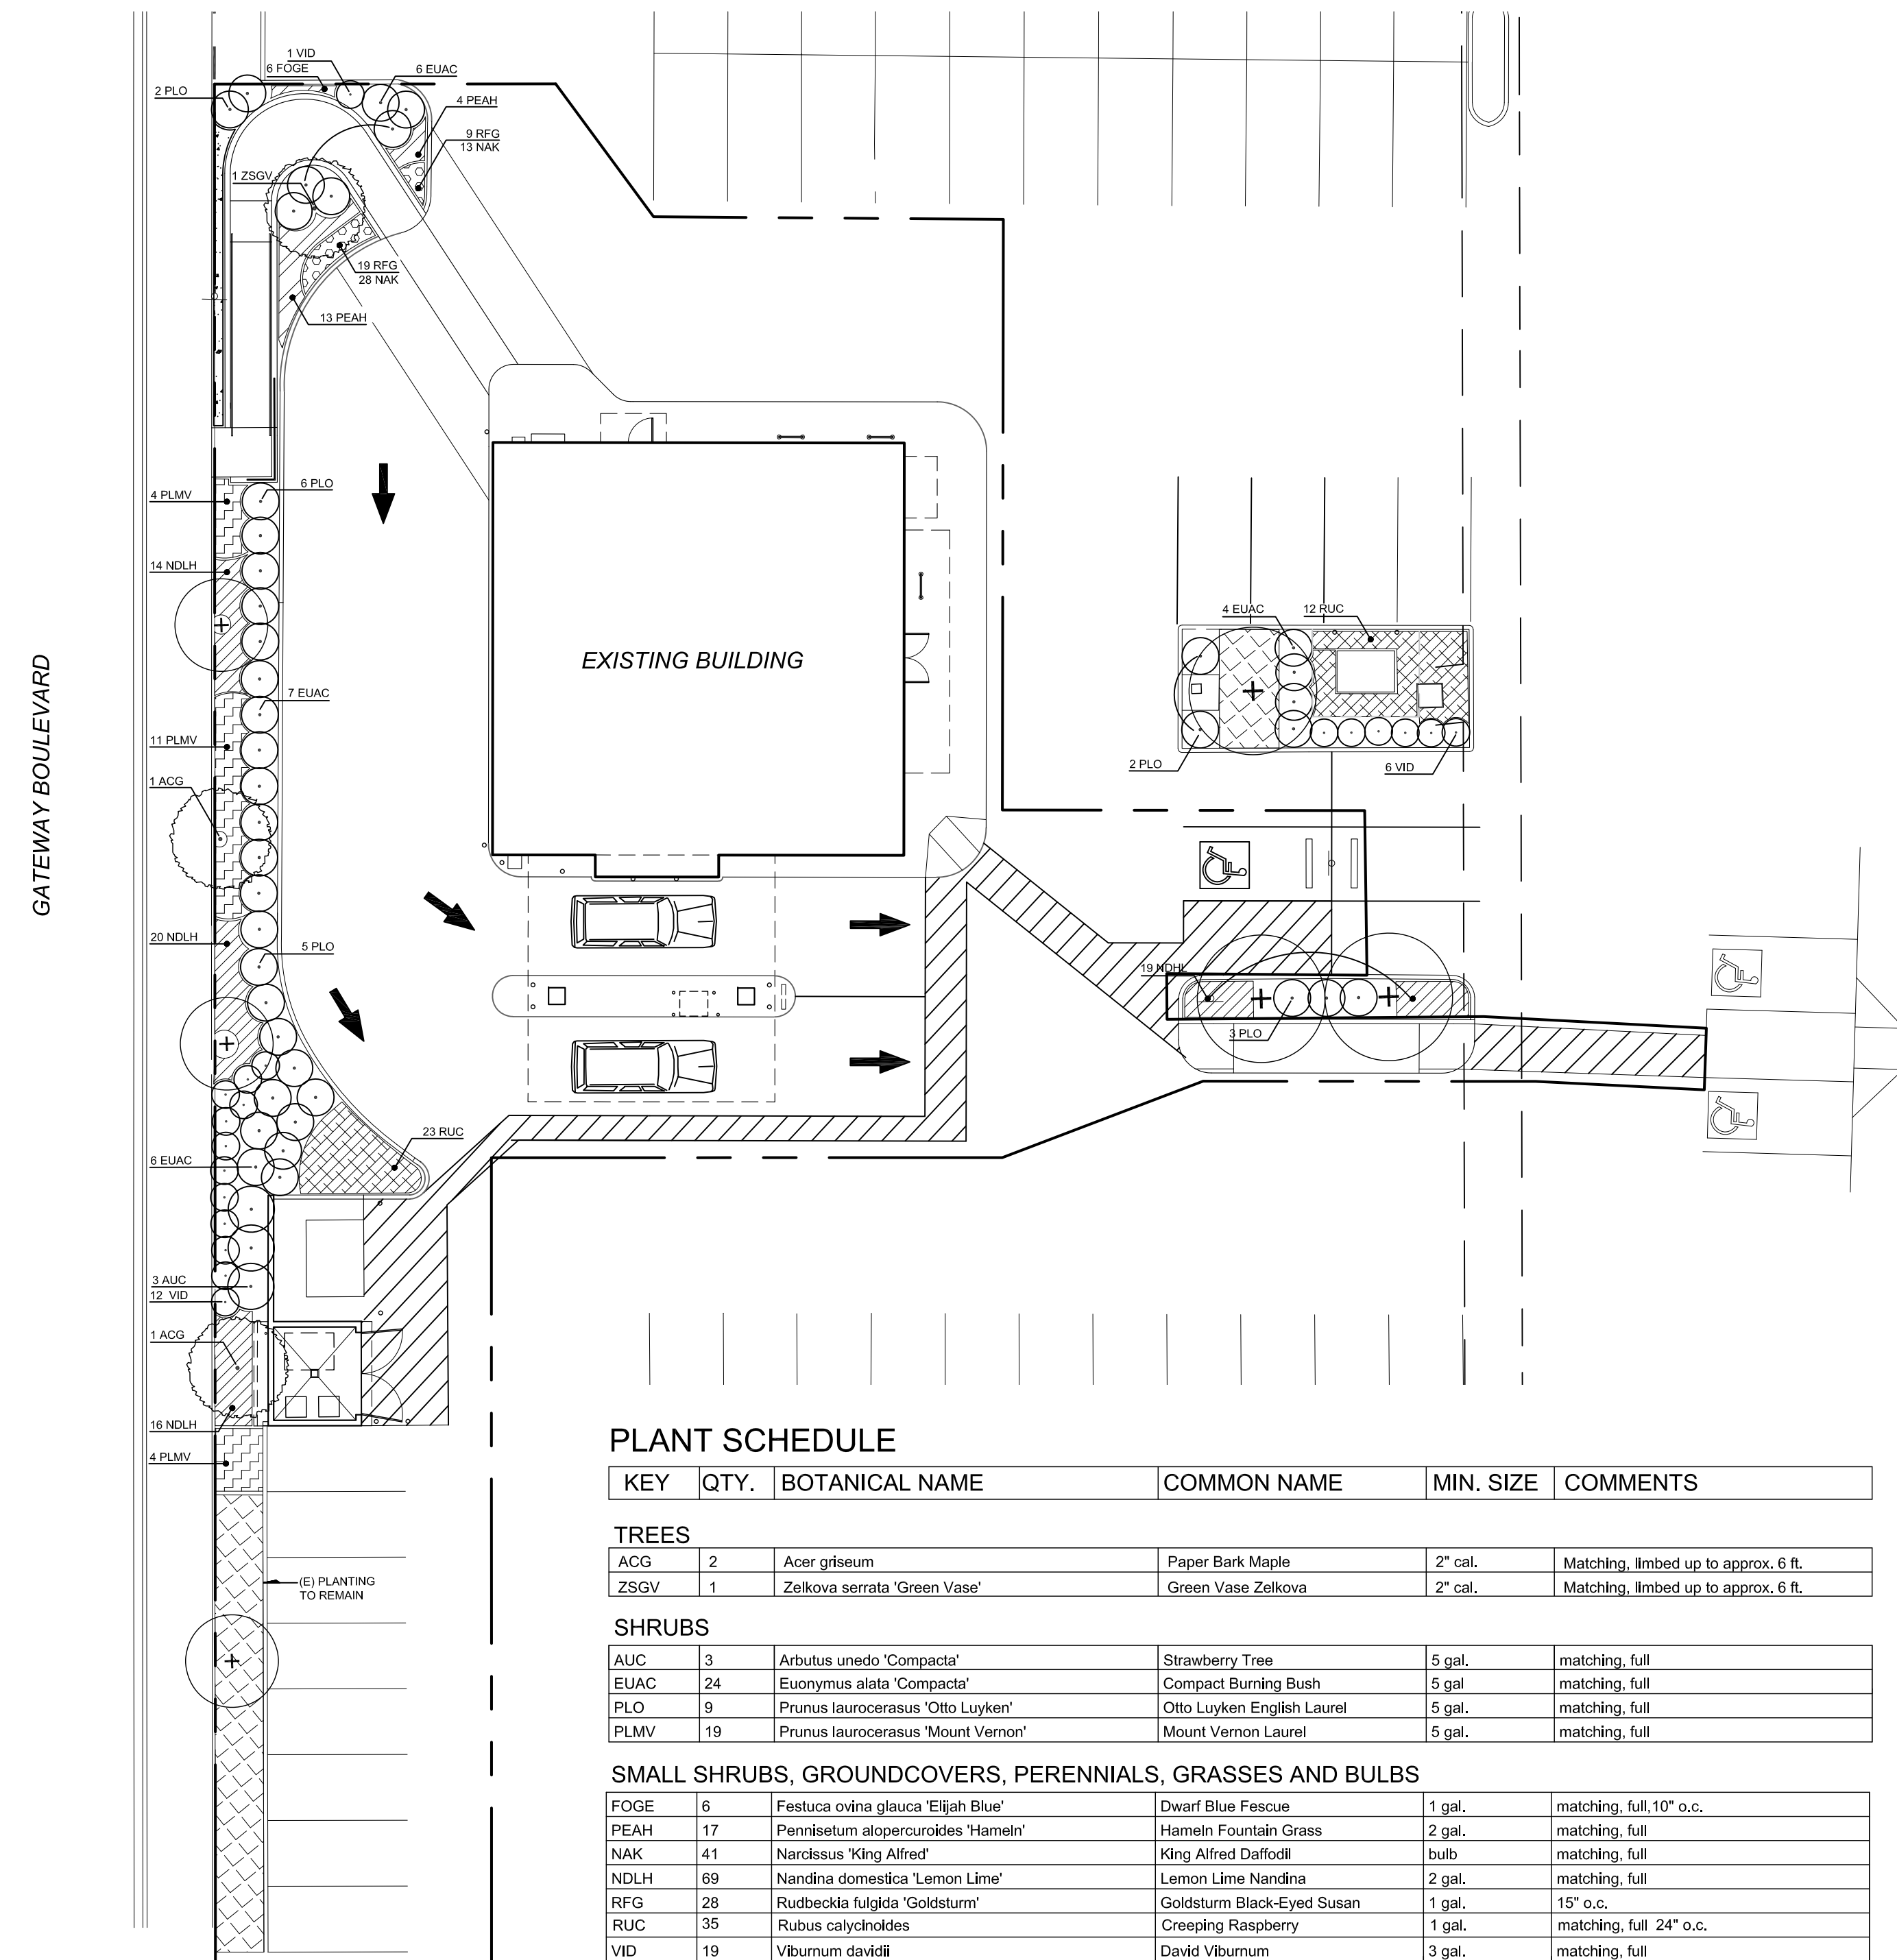 1 VID
6 FOGE
6 EUAC
2 PLO
4 PEAH
9 RFG
13 NAK
1 ZSGV
19 RFG
28 NAK
13 PEAH
4 PLMV
6 PLO
14 NDLH
7 EUAC
11 PLMV
1 ACG
20 NDLH
5 PLO
GATEWAY BOULEVARD
EXISTING BUILDING
4 EUAC
12 RUC
2 PLO
6 VID
19 NDHL
3 PLO
23 RUC
6 EUAC
3 AUC
12 VID
1 ACG
16 NDLH
4 PLMV
(E) PLANTING
TO REMAIN
PLANT SCHEDULE
KEY QTY. BOTANICAL NAME COMMON NAME MIN. SIZE COMMENTS
TREES
ACG 2 Acer griseum Paper Bark Maple 2" cal. Matching, limbed up to approx. 6 ft.
ZSGV 1 Zelkova serrata 'Green Vase' Green Vase Zelkova 2" cal. Matching, limbed up to approx. 6 ft.
SHRUBS
AUC 3 Arbutus unedo 'Compacta' Strawberry Tree 5 gal. matching, full
EUAC 24 Euonymus alata 'Compacta' Compact Burning Bush 5 gal matching, full
PLO 9 Prunus laurocerasus 'Otto Luyken' Otto Luyken English Laurel 5 gal. matching, full
PLMV 19 Prunus laurocerasus 'Mount Vernon' Mount Vernon Laurel 5 gal. matching, full
SMALL SHRUBS, GROUNDCOVERS, PERENNIALS, GRASSES AND BULBS
FOGE 6 Festuca ovina glauca 'Elijah Blue' Dwarf Blue Fescue 1 gal. matching, full,10" o.c.
PEAH 17 Pennisetum alopercuroides 'Hameln' Hameln Fountain Grass 2 gal. matching, full
NAK 41 Narcissus 'King Alfred' King Alfred Daffodil bulb matching, full
NDLH 69 Nandina domestica 'Lemon Lime' Lemon Lime Nandina 2 gal. matching, full
RFG 28 Rudbeckia fulgida 'Goldsturm' Goldsturm Black-Eyed Susan 1 gal. 15" o.c.
RUC 35 Rubus calycinoides Creeping Raspberry 1 gal. matching, full 24" o.c.
VID 19 Viburnum davidii David Viburnum 3 gal. matching, full